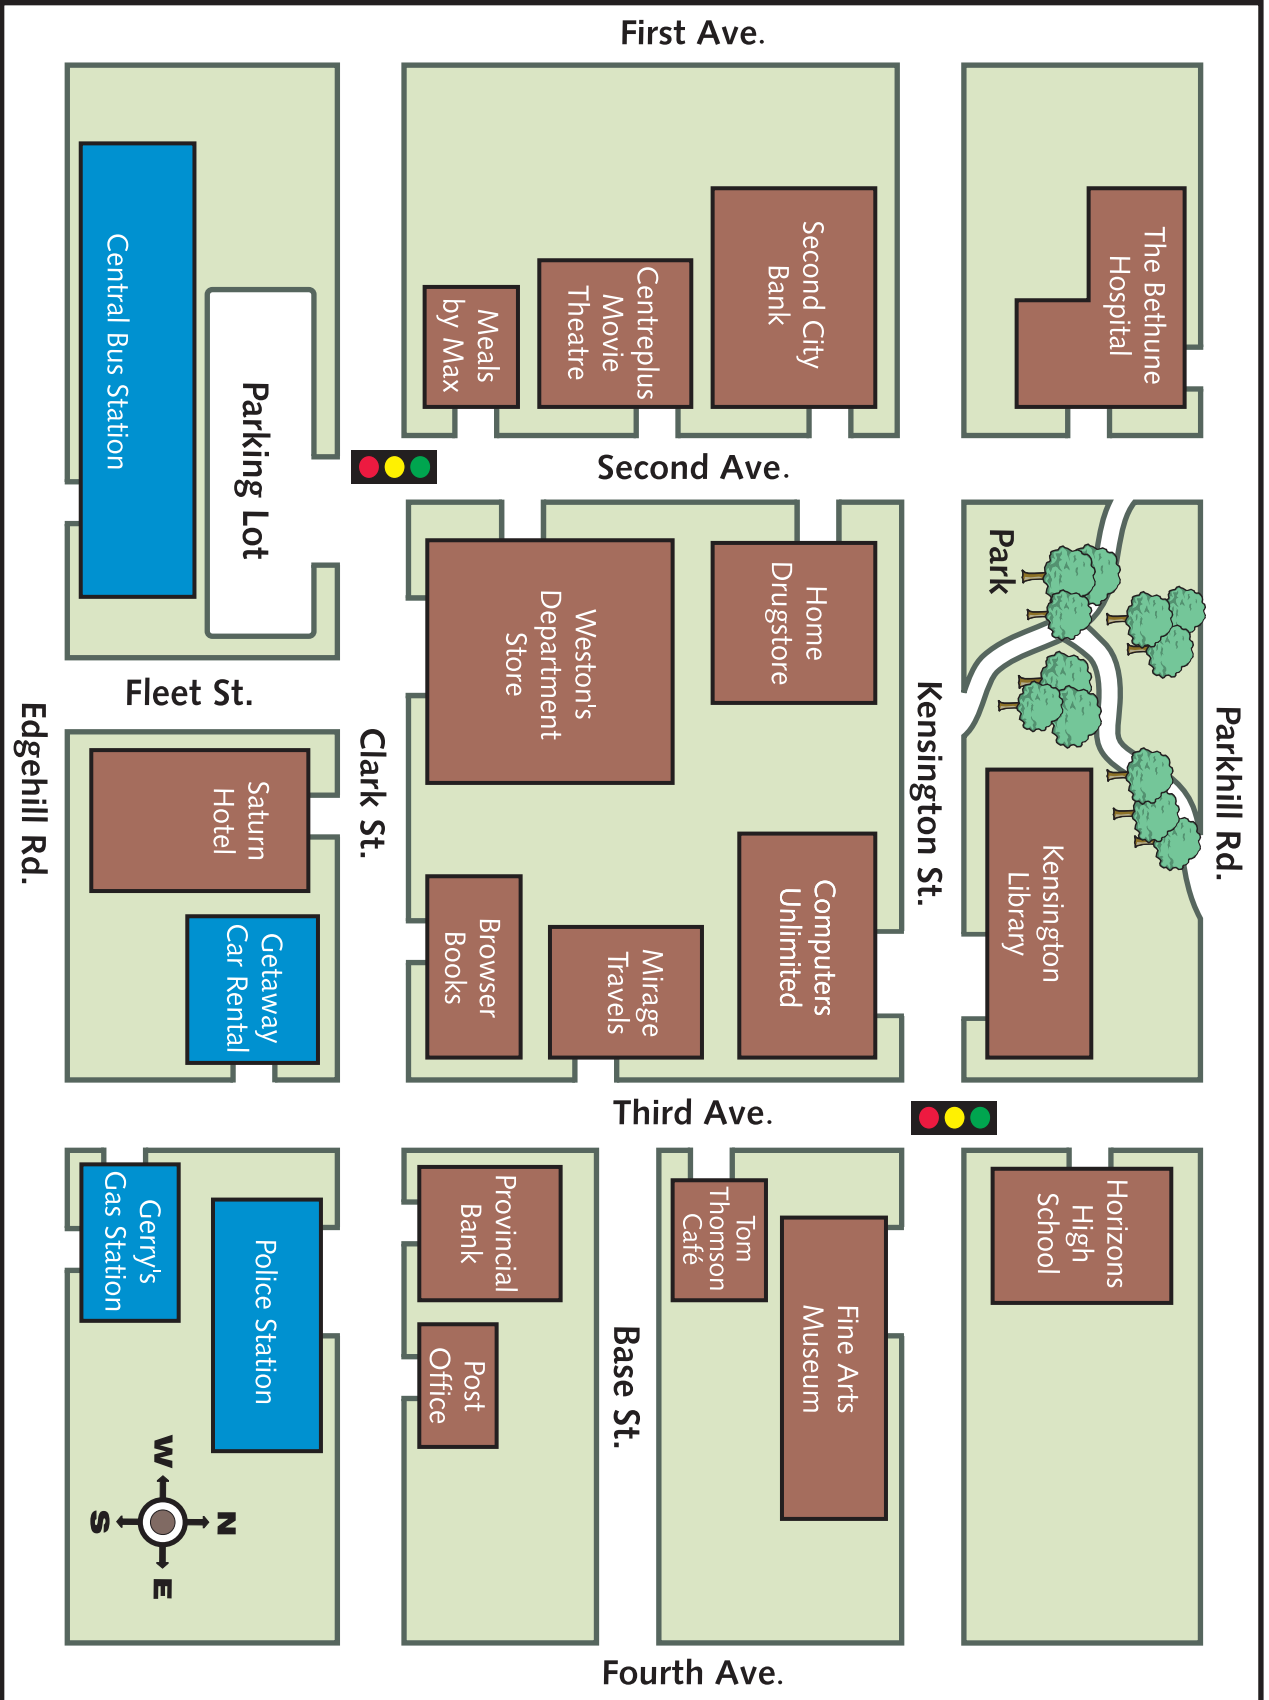 First Ave.
Central Bus Station
Parking Lot
Meals
by Max
Centreplus
Movie
Theatre
Second City
Bank
The Bethune
Hospital
Second Ave.
Fleet St.
Edgehill Rd.
Clark St.
Saturn
Hotel
Getaway
Car Rental
Weston's
Department
Store
Home
Drugstore
Browser
Books
Mirage
Travels
Computers
Unlimited
Kensington St.
Park
Kensington
Library
Parkhill Rd.
Third Ave.
Gerry's
Gas Station
Police Station
Provincial
Bank
Post
Office
Base St.
Tom
Thomson
Café
Fine Arts
Museum
Horizons
High
School
W
N
S
E
Fourth Ave.